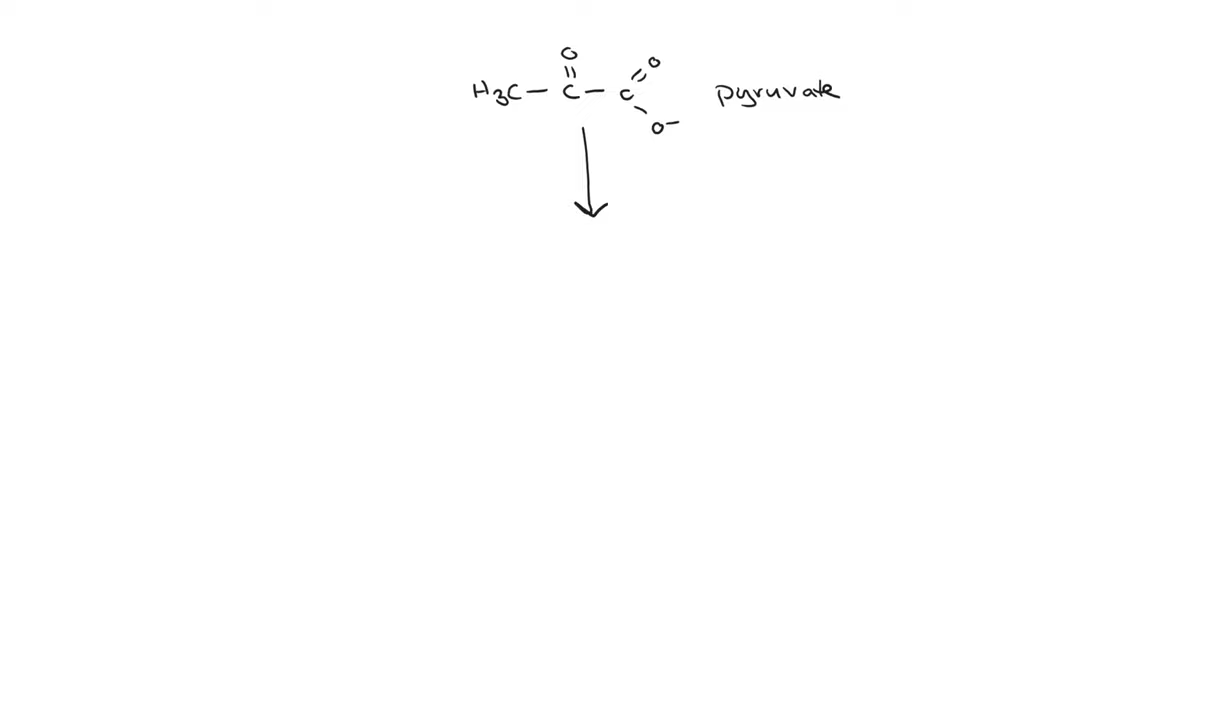 O O
H3C — C — C pyruvate
O−